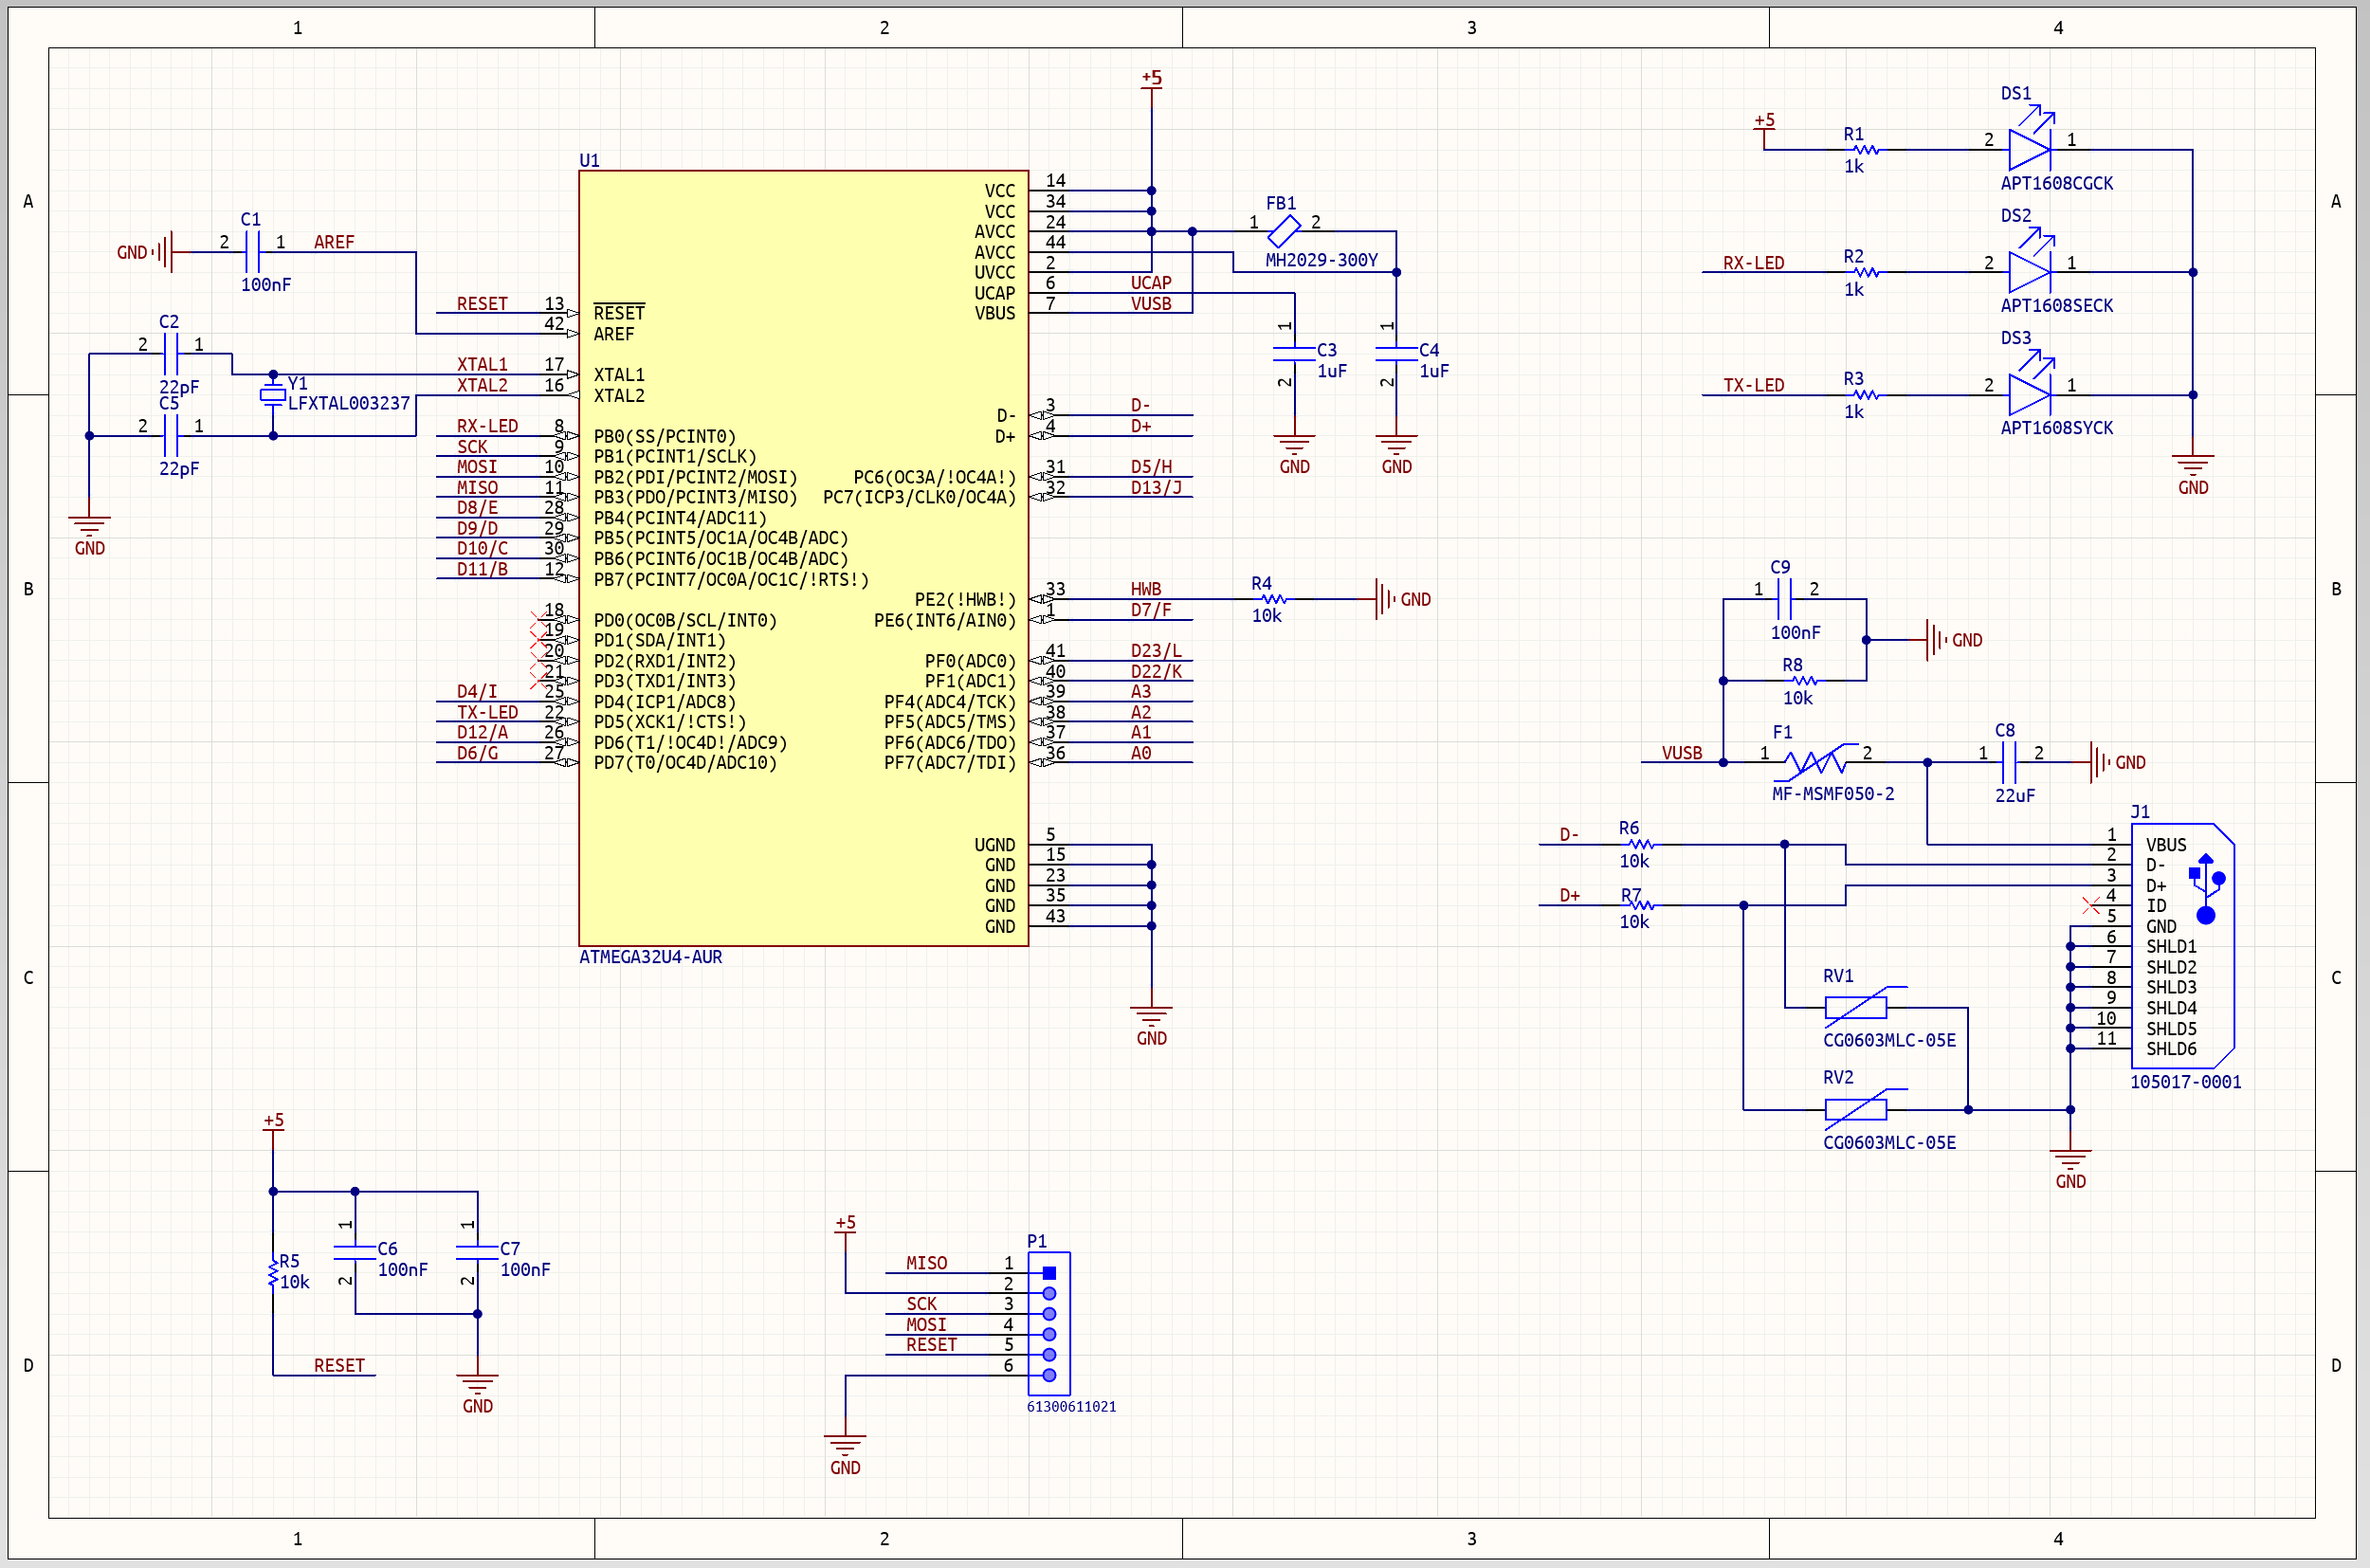 1 2 3 4
A A
B B
C C
D D
1 2 3 4
U1
RESET 13 RESET
42 AREF
XTAL1 17 XTAL1
XTAL2 16 XTAL2
RX-LED 8 PB0(SS/PCINT0)
SCK 9 PB1(PCINT1/SCLK)
MOSI 10 PB2(PDI/PCINT2/MOSI)
MISO 11 PB3(PDO/PCINT3/MISO)
D8/E 28 PB4(PCINT4/ADC11)
D9/D 29 PB5(PCINT5/OC1A/OC4B/ADC)
D10/C 30 PB6(PCINT6/OC1B/OC4B/ADC)
D11/B 12 PB7(PCINT7/OC0A/OC1C/!RTS!)
18 PD0(OC0B/SCL/INT0)
19 PD1(SDA/INT1)
20 PD2(RXD1/INT2)
21 PD3(TXD1/INT3)
D4/I 25 PD4(ICP1/ADC8)
TX-LED 22 PD5(XCK1/!CTS!)
D12/A 26 PD6(T1/!OC4D!/ADC9)
D6/G 27 PD7(T0/OC4D/ADC10)
+5
VCC 14
VCC 34
AVCC 24
AVCC 44
UVCC 2
UCAP 6 UCAP
VBUS 7 VUSB
D- 3 D-
D+ 4 D+
PC6(OC3A/!OC4A!) 31 D5/H
PC7(ICP3/CLK0/OC4A) 32 D13/J
PE2(!HWB!) 33 HWB
PE6(INT6/AIN0) 1 D7/F
PF0(ADC0) 41 D23/L
PF1(ADC1) 40 D22/K
PF4(ADC4/TCK) 39 A3
PF5(ADC5/TMS) 38 A2
PF6(ADC6/TDO) 37 A1
PF7(ADC7/TDI) 36 A0
UGND 5
GND 15
GND 23
GND 35
GND 43
GND
ATMEGA32U4-AUR
C1
GND 2 1 AREF
100nF
C2
2 1
22pF
Y1
LFXTAL003237
C5
2 1
22pF
GND
FB1
1 2
MH2029-300Y
1
C3
1uF
2
GND
1
C4
1uF
2
GND
R4
10k
GND
+5
R1
1k
DS1
2 1
APT1608CGCK
RX-LED
R2
1k
DS2
2 1
APT1608SECK
TX-LED
R3
1k
DS3
2 1
APT1608SYCK
GND
C9
1 2
100nF
GND
R8
10k
VUSB
F1
1 2
MF-MSMF050-2
C8
1 2
22uF
GND
D-
R6
10k
D+
R7
10k
J1
1 VBUS
2 D-
3 D+
4 ID
5 GND
6 SHLD1
7 SHLD2
8 SHLD3
9 SHLD4
10 SHLD5
11 SHLD6
105017-0001
RV1
CG0603MLC-05E
RV2
CG0603MLC-05E
GND
+5
R5
10k
1
C6
100nF
2
1
C7
100nF
2
RESET
GND
+5
P1
MISO 1
2
SCK 3
MOSI 4
RESET 5
6
61300611021
GND